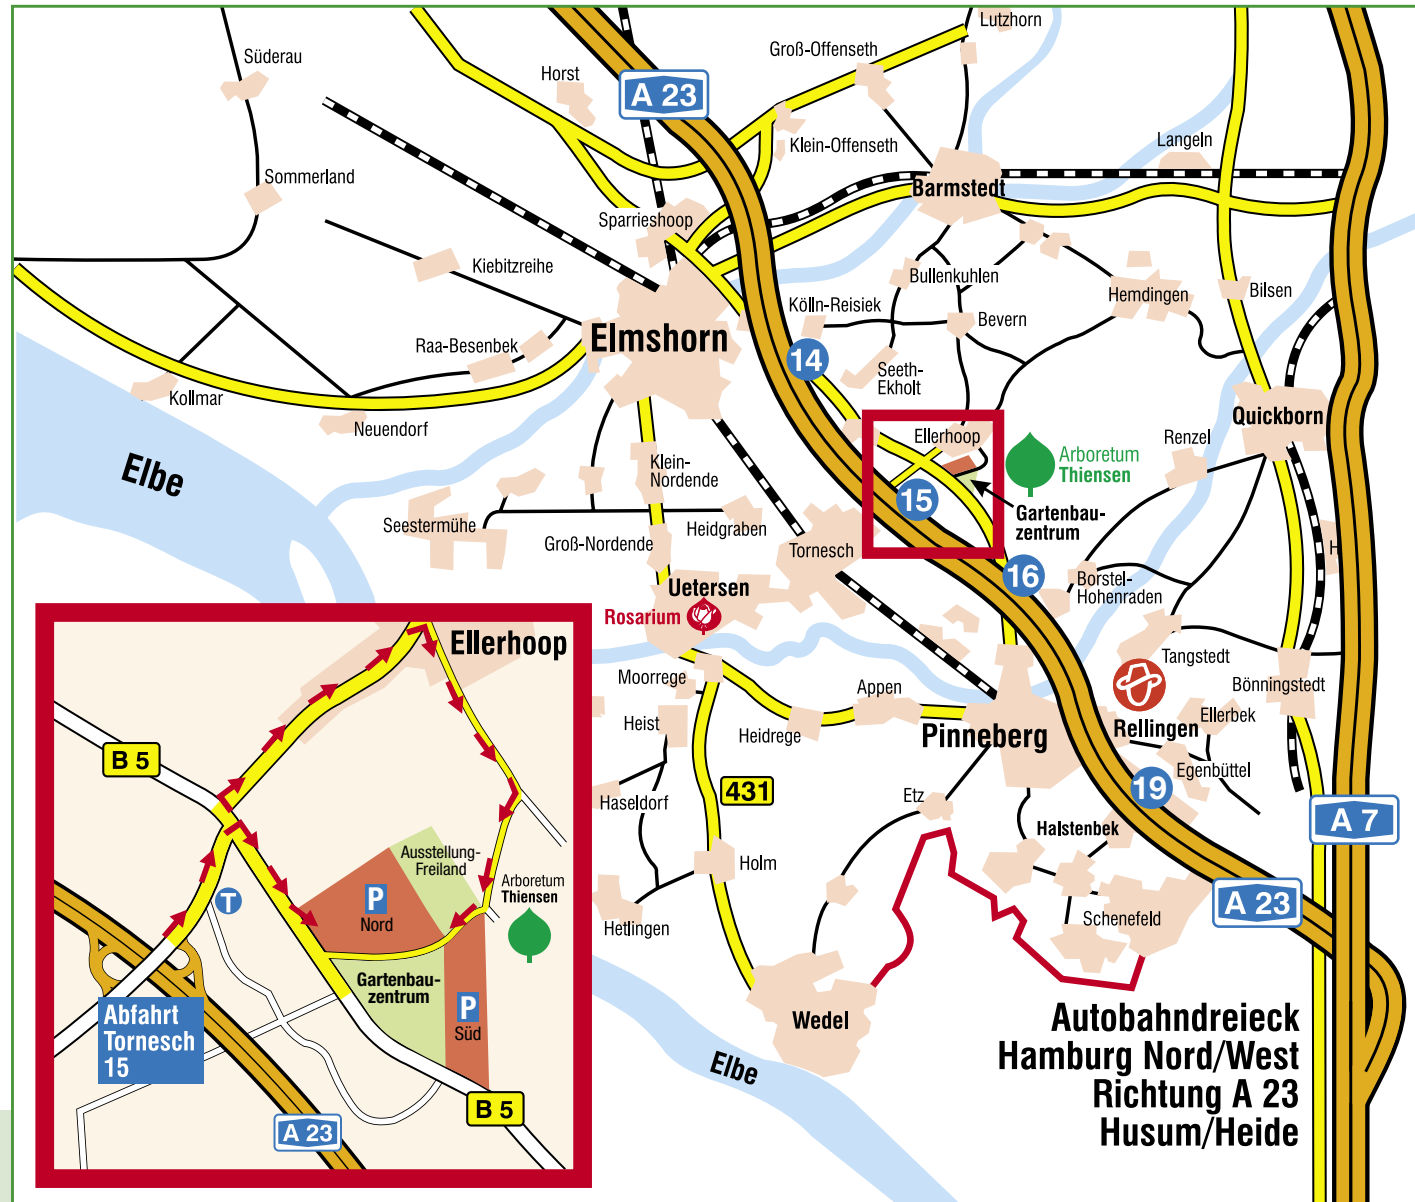 Lutzhorn
Groß-Offenseth
Süderau
Horst
A 23
Klein-Offenseth
Langeln
Sommerland
Barmstedt
Sparrieshoop
Kiebitzreihe
Bullenkuhlen
Hemdingen
Bilsen
Kölln-Reisiek
Bevern
Elmshorn
Raa-Besenbek
14
Seeth-
Ekholt
Kollmar
Neuendorf
Quickborn
Ellerhoop
Renzel
Arboretum
Thiensen
Elbe
Klein-
Nordende
15
Gartenbau-
zentrum
Seestermühe
Heidgraben
Groß-Nordende
Tornesch
H
16
Borstel-
Hohenraden
Uetersen
Rosarium
Tangstedt
Moorrege
Appen
Bönningstedt
Heist
Heidrege
Pinneberg
Rellingen
Ellerbek
Egenbüttel
431
19
Haseldorf
Etz
A 7
Halstenbek
Holm
A 23
Hetlingen
Schenefeld
Wedel
Elbe
Autobahndreieck
Hamburg Nord/West
Richtung A 23
Husum/Heide
Ellerhoop
B 5
Ausstellung-
Freiland
Arboretum
Thiensen
T
P
Nord
Gartenbau-
zentrum
P
Süd
Abfahrt
Tornesch
15
B 5
A 23